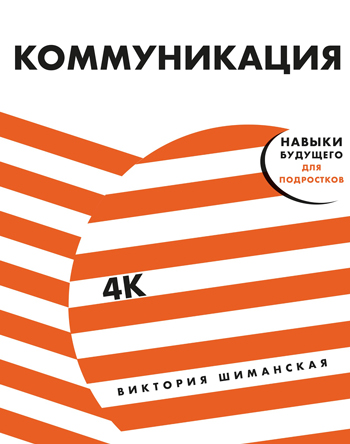 КОММУНИКАЦИЯ
НАВЫКИ
БУДУЩЕГО
ДЛЯ
ПОДРОСТКОВ
4К
ВИКТОРИЯ ШИМАНСКАЯ